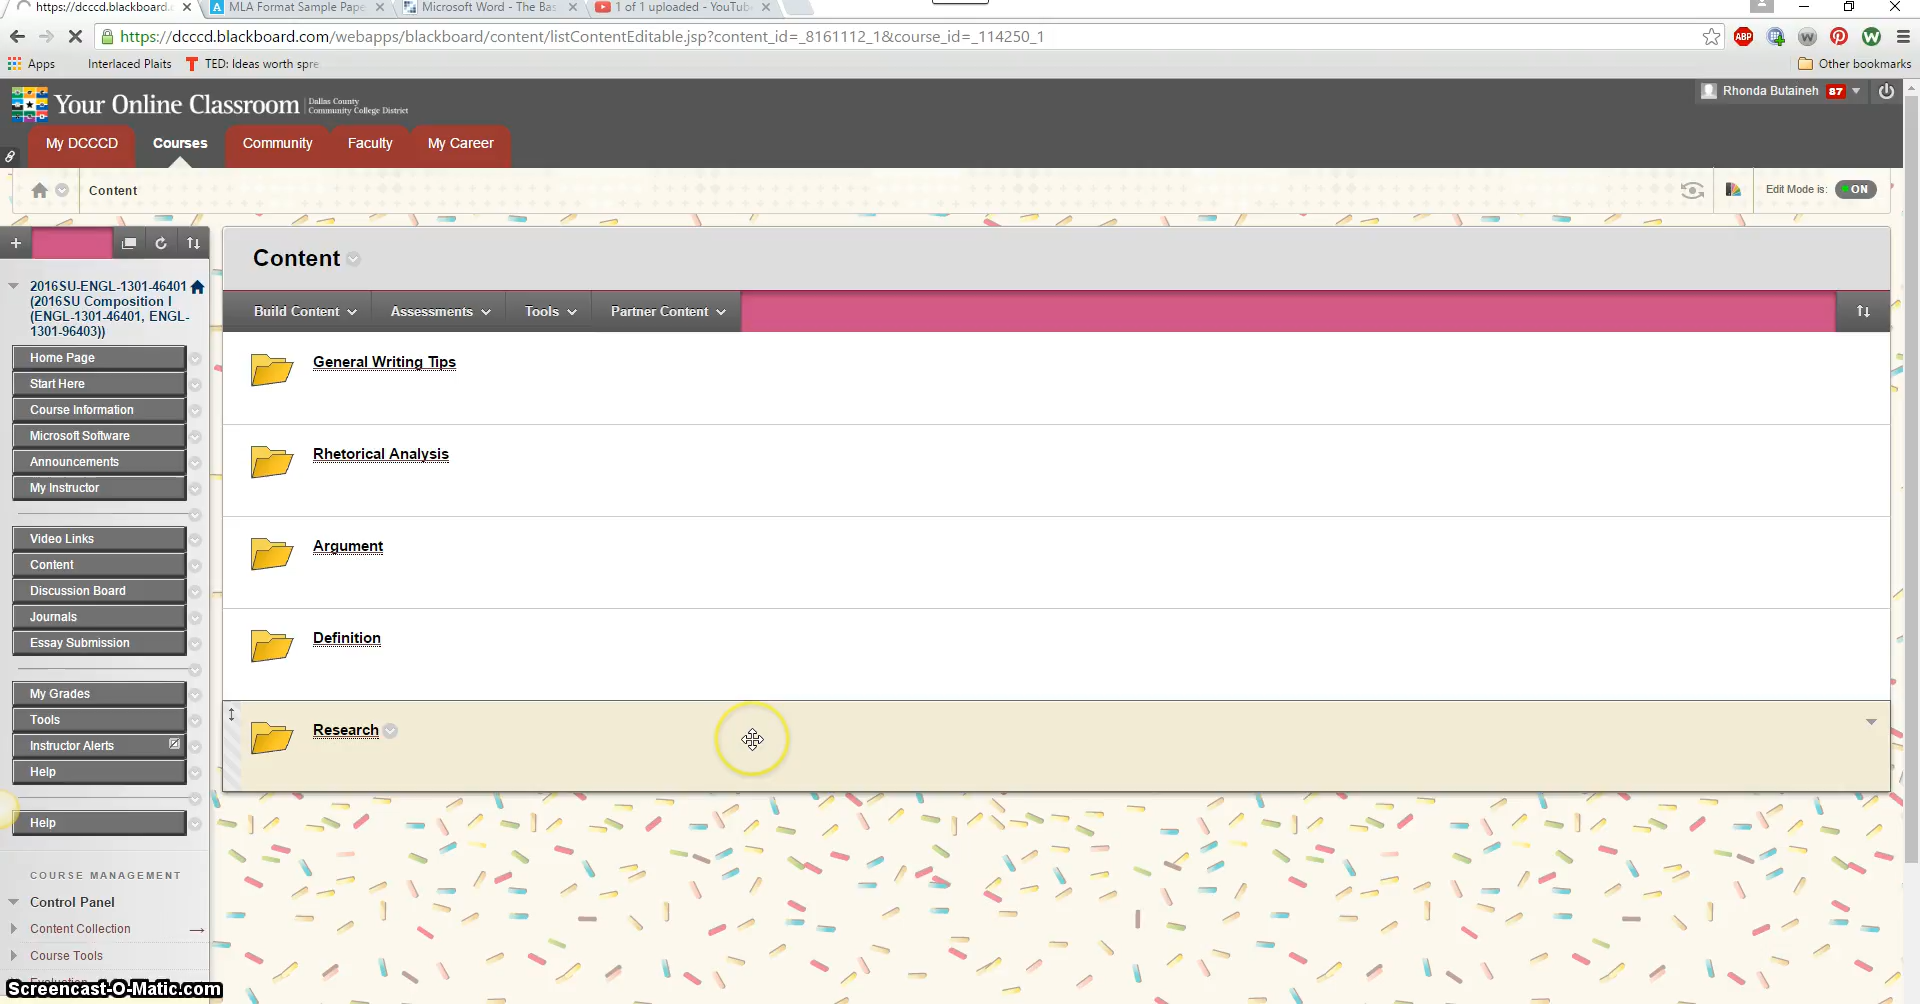 https://dcccd.blackboard.c
MLA Format Sample Pape
Microsoft Word - The Bas
1 of 1 uploaded - YouTub
https://dcccd.blackboard.com/webapps/blackboard/content/listContentEditable.jsp?content_id=_8161112_1&course_id=_114250_1
ABP
W
W
Apps
Interlaced Plaits
TED: Ideas worth spre
Other bookmarks
Your Online Classroom
Dallas County
Community College District
Rhonda Butaineh 87
My DCCCD
Courses
Community
Faculty
My Career
Content
Edit Mode is: ON
Content
2016SU-ENGL-1301-46401
(2016SU Composition I
(ENGL-1301-46401, ENGL-
1301-96403))
Build Content
Assessments
Tools
Partner Content
Home Page
Start Here
Course Information
Microsoft Software
Announcements
My Instructor
Video Links
Content
Discussion Board
Journals
Essay Submission
My Grades
Tools
Instructor Alerts
Help
Help
COURSE MANAGEMENT
Control Panel
Content Collection
Course Tools
General Writing Tips
Rhetorical Analysis
Argument
Definition
Research
Screencast-O-Matic.com